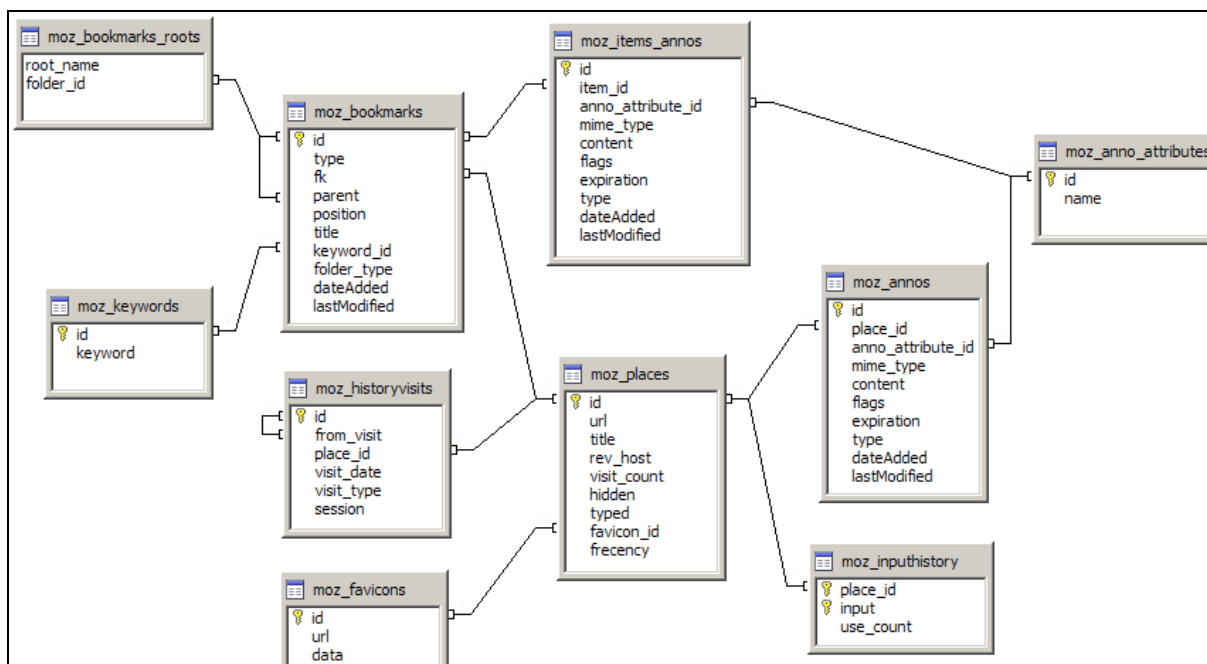 moz_bookmarks_roots
root_name
folder_id
moz_bookmarks
id
type
fk
parent
position
title
keyword_id
folder_type
dateAdded
lastModified
moz_items_annos
id
item_id
anno_attribute_id
mime_type
content
flags
expiration
type
dateAdded
lastModified
moz_anno_attributes
id
name
moz_keywords
id
keyword
moz_historyvisits
id
from_visit
place_id
visit_date
visit_type
session
moz_places
id
url
title
rev_host
visit_count
hidden
typed
favicon_id
frecency
moz_annos
id
place_id
anno_attribute_id
mime_type
content
flags
expiration
type
dateAdded
lastModified
moz_favicons
id
url
data
moz_inputhistory
place_id
input
use_count